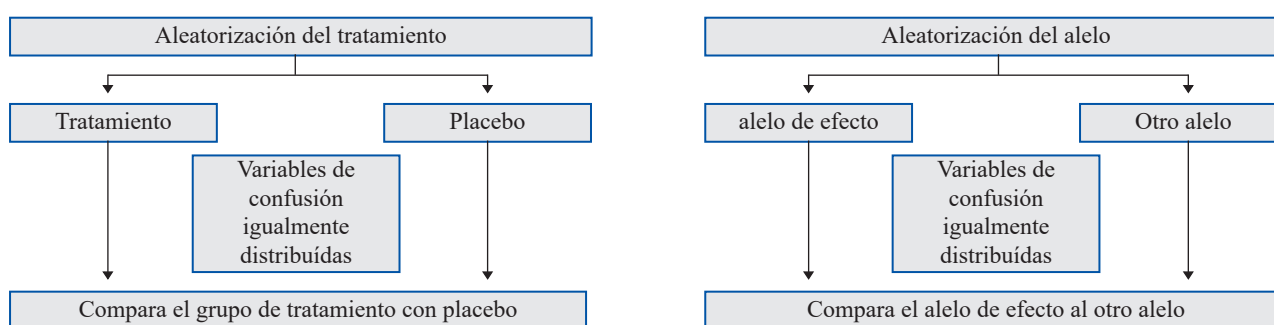 Aleatorización del tratamiento
Tratamiento
Placebo
Variables de
confusión
igualmente
distribuídas
Compara el grupo de tratamiento con placebo
Aleatorización del alelo
alelo de efecto
Otro alelo
Variables de
confusión
igualmente
distribuídas
Compara el alelo de efecto al otro alelo